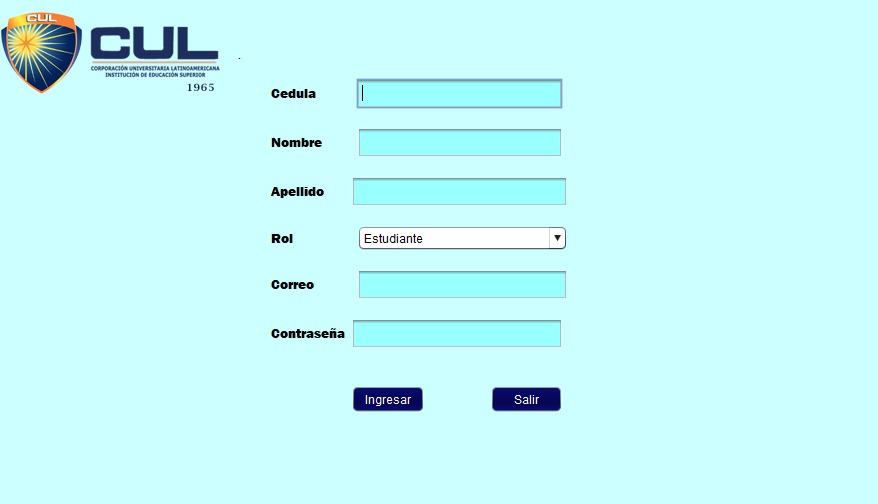 CUL
CUL
CORPORACIÓN UNIVERSITARIA LATINOAMERICANA
INSTITUCIÓN DE EDUCACIÓN SUPERIOR
1965
.
Cedula
Nombre
Apellido
Rol Estudiante
Correo
Contraseña
Ingresar Salir